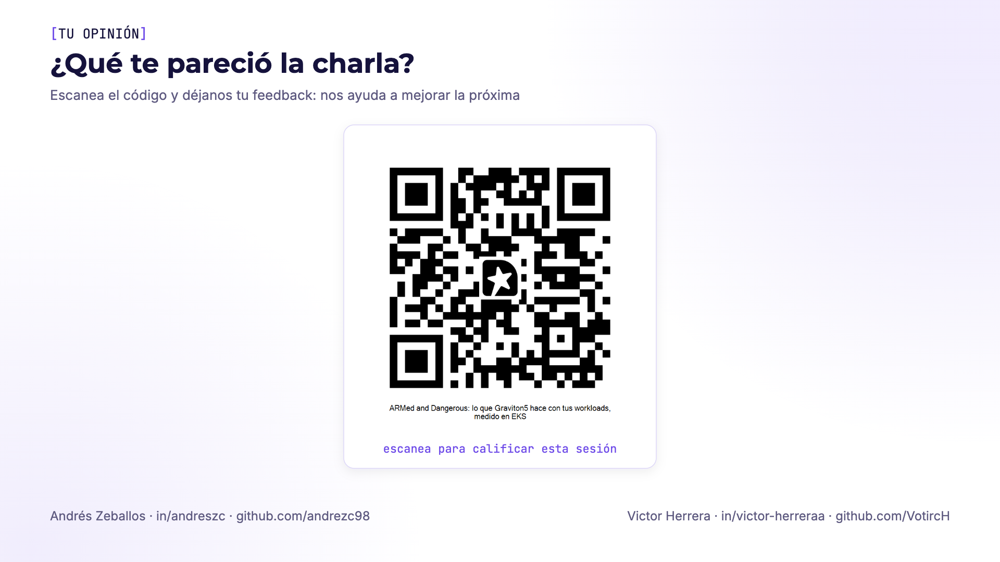 [TU OPINIÓN]
¿Qué te pareció la charla?
Escanea el código y déjanos tu feedback: nos ayuda a mejorar la próxima
ARMed and Dangerous: lo que Graviton5 hace con tus workloads,
medido en EKS
escanea para calificar esta sesión
Andrés Zeballos · in/andreszc · github.com/andrezc98
Victor Herrera · in/victor-herreraa · github.com/VotircH